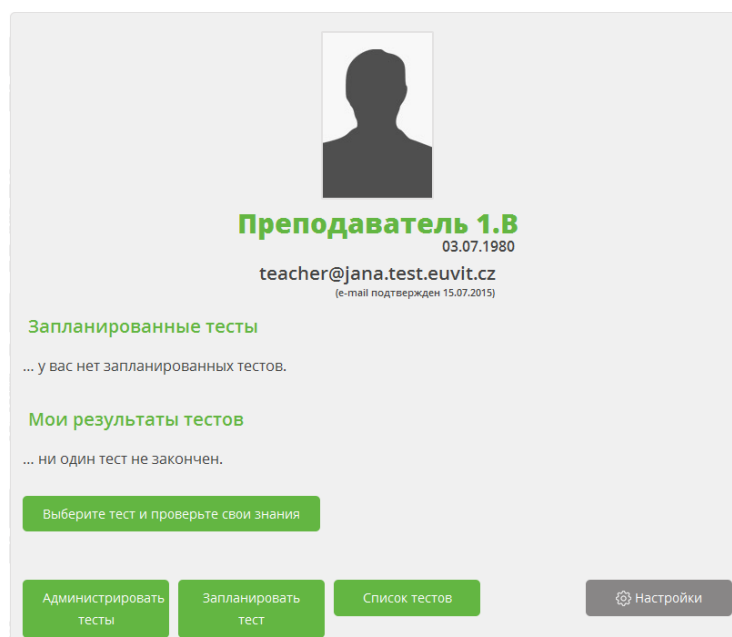 Преподаватель 1.В
03.07.1980
teacher@jana.test.euvit.cz
(e-mail подтвержден 15.07.2015)
Запланированные тесты
... у вас нет запланированных тестов.
Мои результаты тестов
... ни один тест не закончен.
Выберите тест и проверьте свои знания
Администрировать
тесты
Запланировать
тест
Список тестов
Настройки